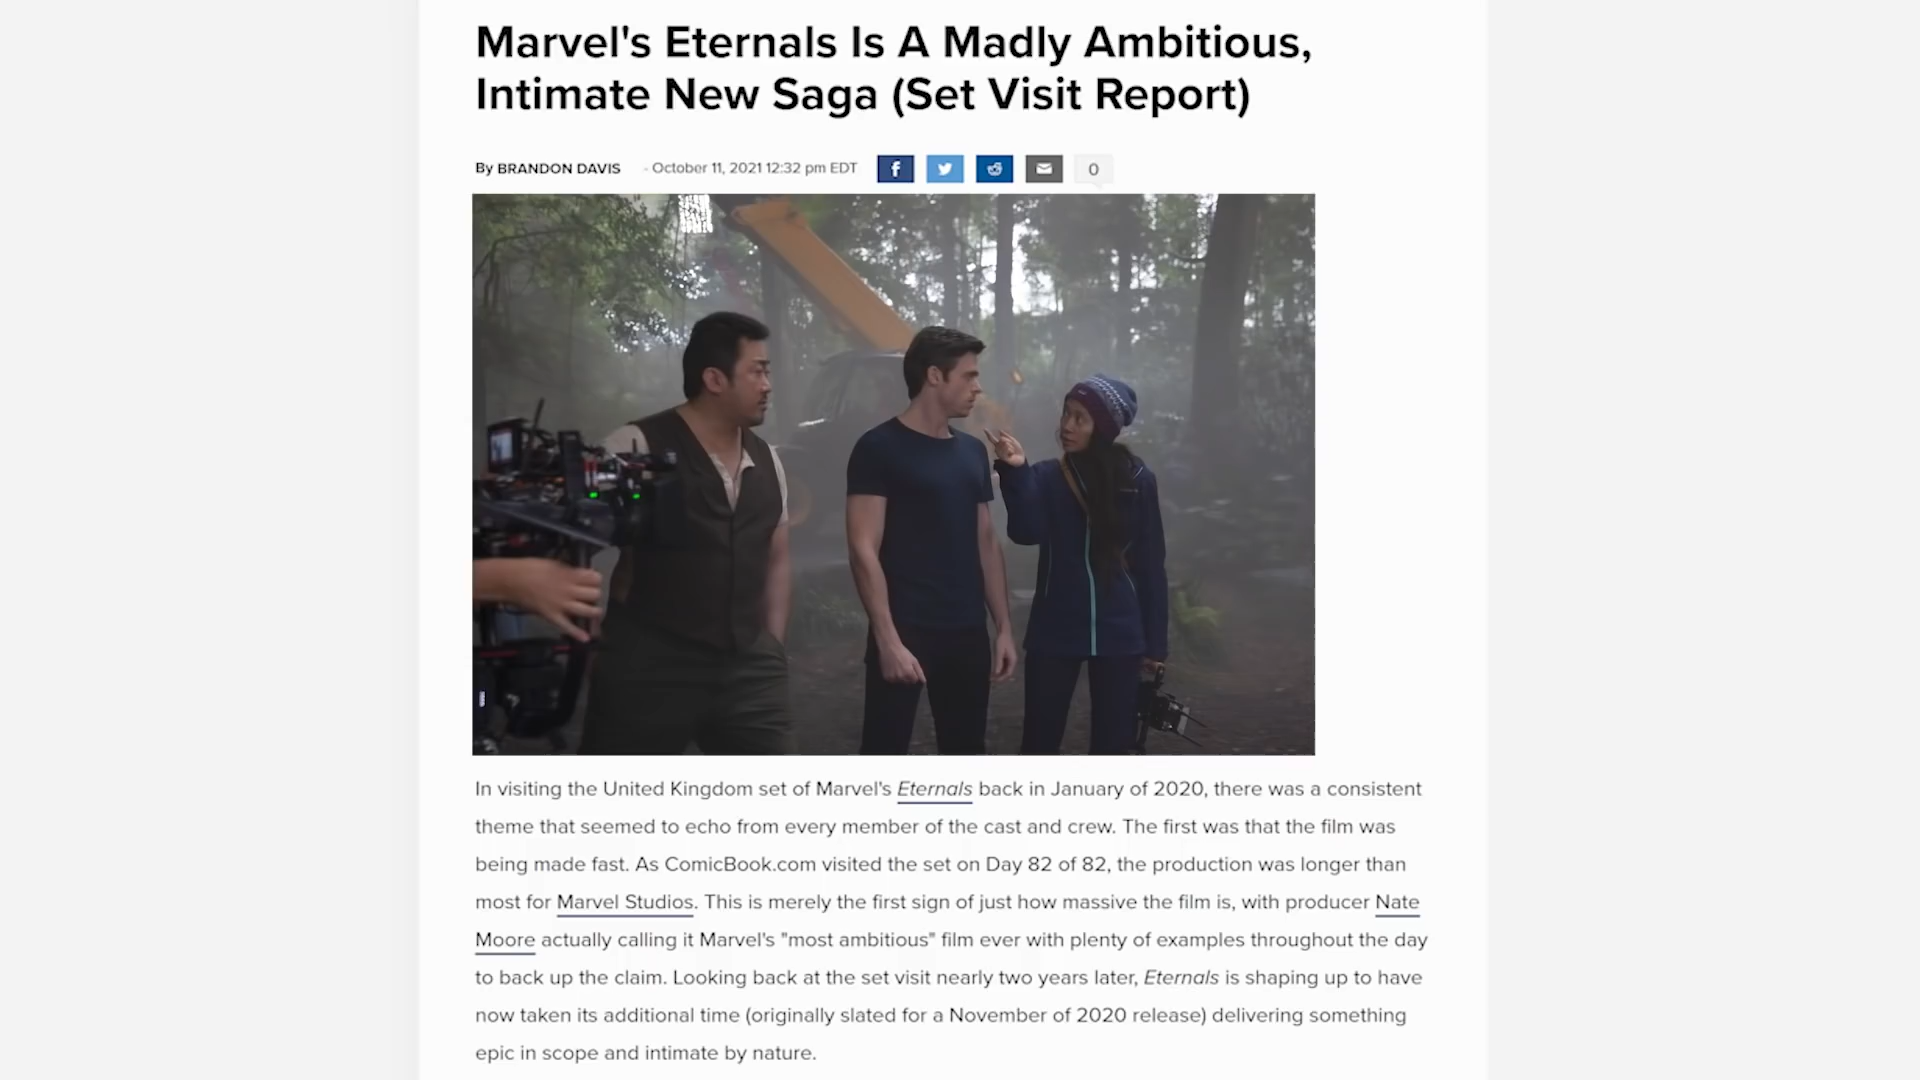 Marvel's Eternals Is A Madly Ambitious,
Intimate New Saga (Set Visit Report)
By BRANDON DAVIS - October 11, 2021 12:32 pm EDT f 0
In visiting the United Kingdom set of Marvel's Eternals back in January of 2020, there was a consistent
theme that seemed to echo from every member of the cast and crew. The first was that the film was
being made fast. As ComicBook.com visited the set on Day 82 of 82, the production was longer than
most for Marvel Studios. This is merely the first sign of just how massive the film is, with producer Nate
Moore actually calling it Marvel's "most ambitious" film ever with plenty of examples throughout the day
to back up the claim. Looking back at the set visit nearly two years later, Eternals is shaping up to have
now taken its additional time (originally slated for a November of 2020 release) delivering something
epic in scope and intimate by nature.